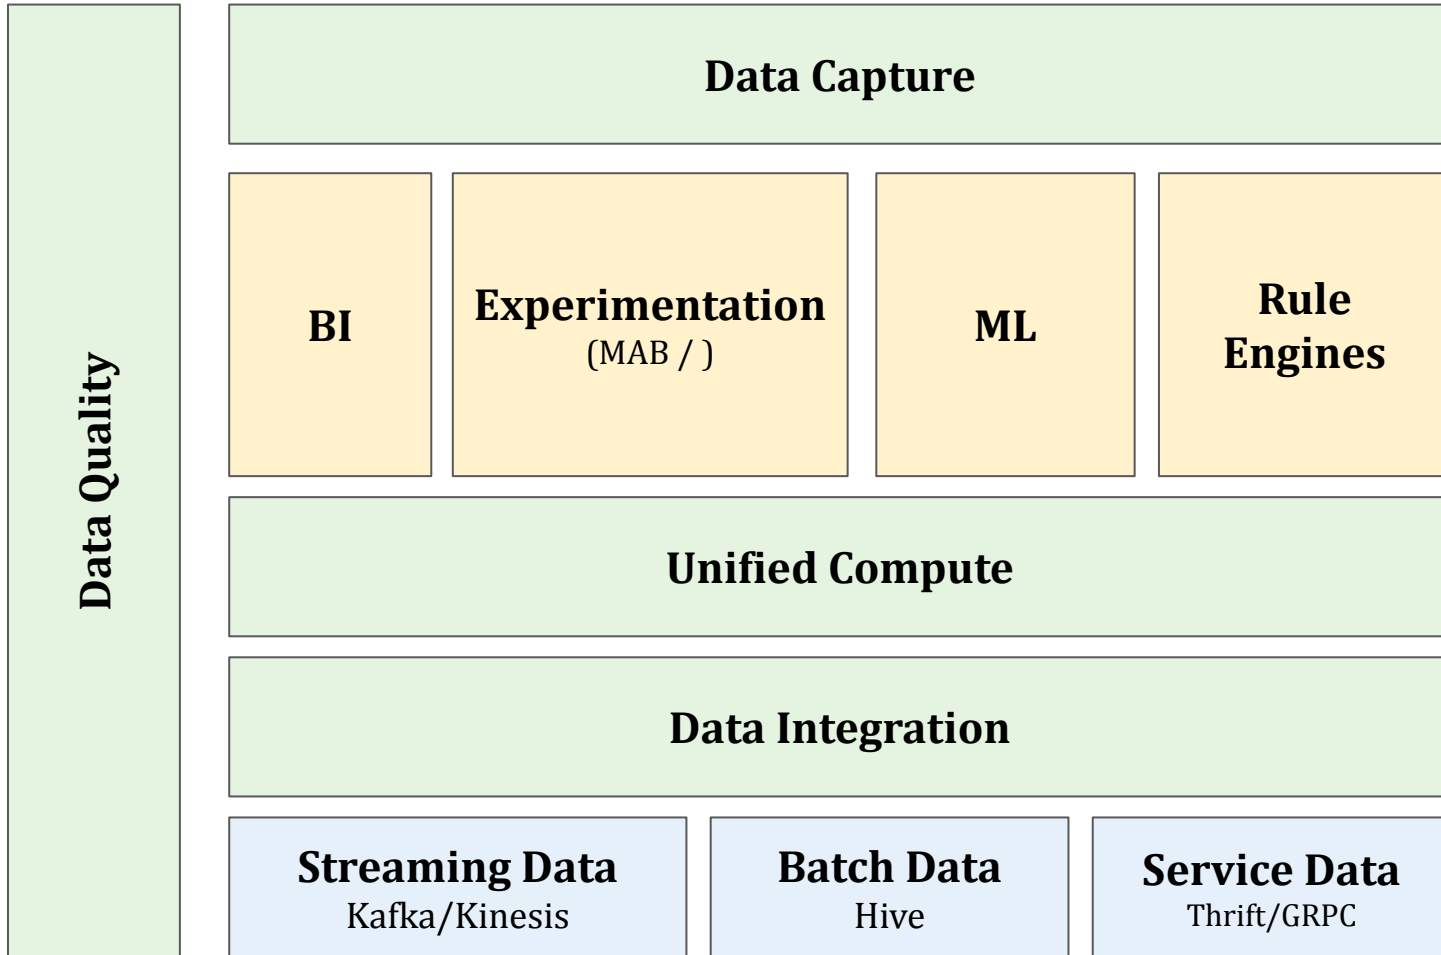 Data Quality
Data Capture
BI
Experimentation
(MAB / )
ML
Rule
Engines
Unified Compute
Data Integration
Streaming Data
Kafka/Kinesis
Batch Data
Hive
Service Data
Thrift/GRPC